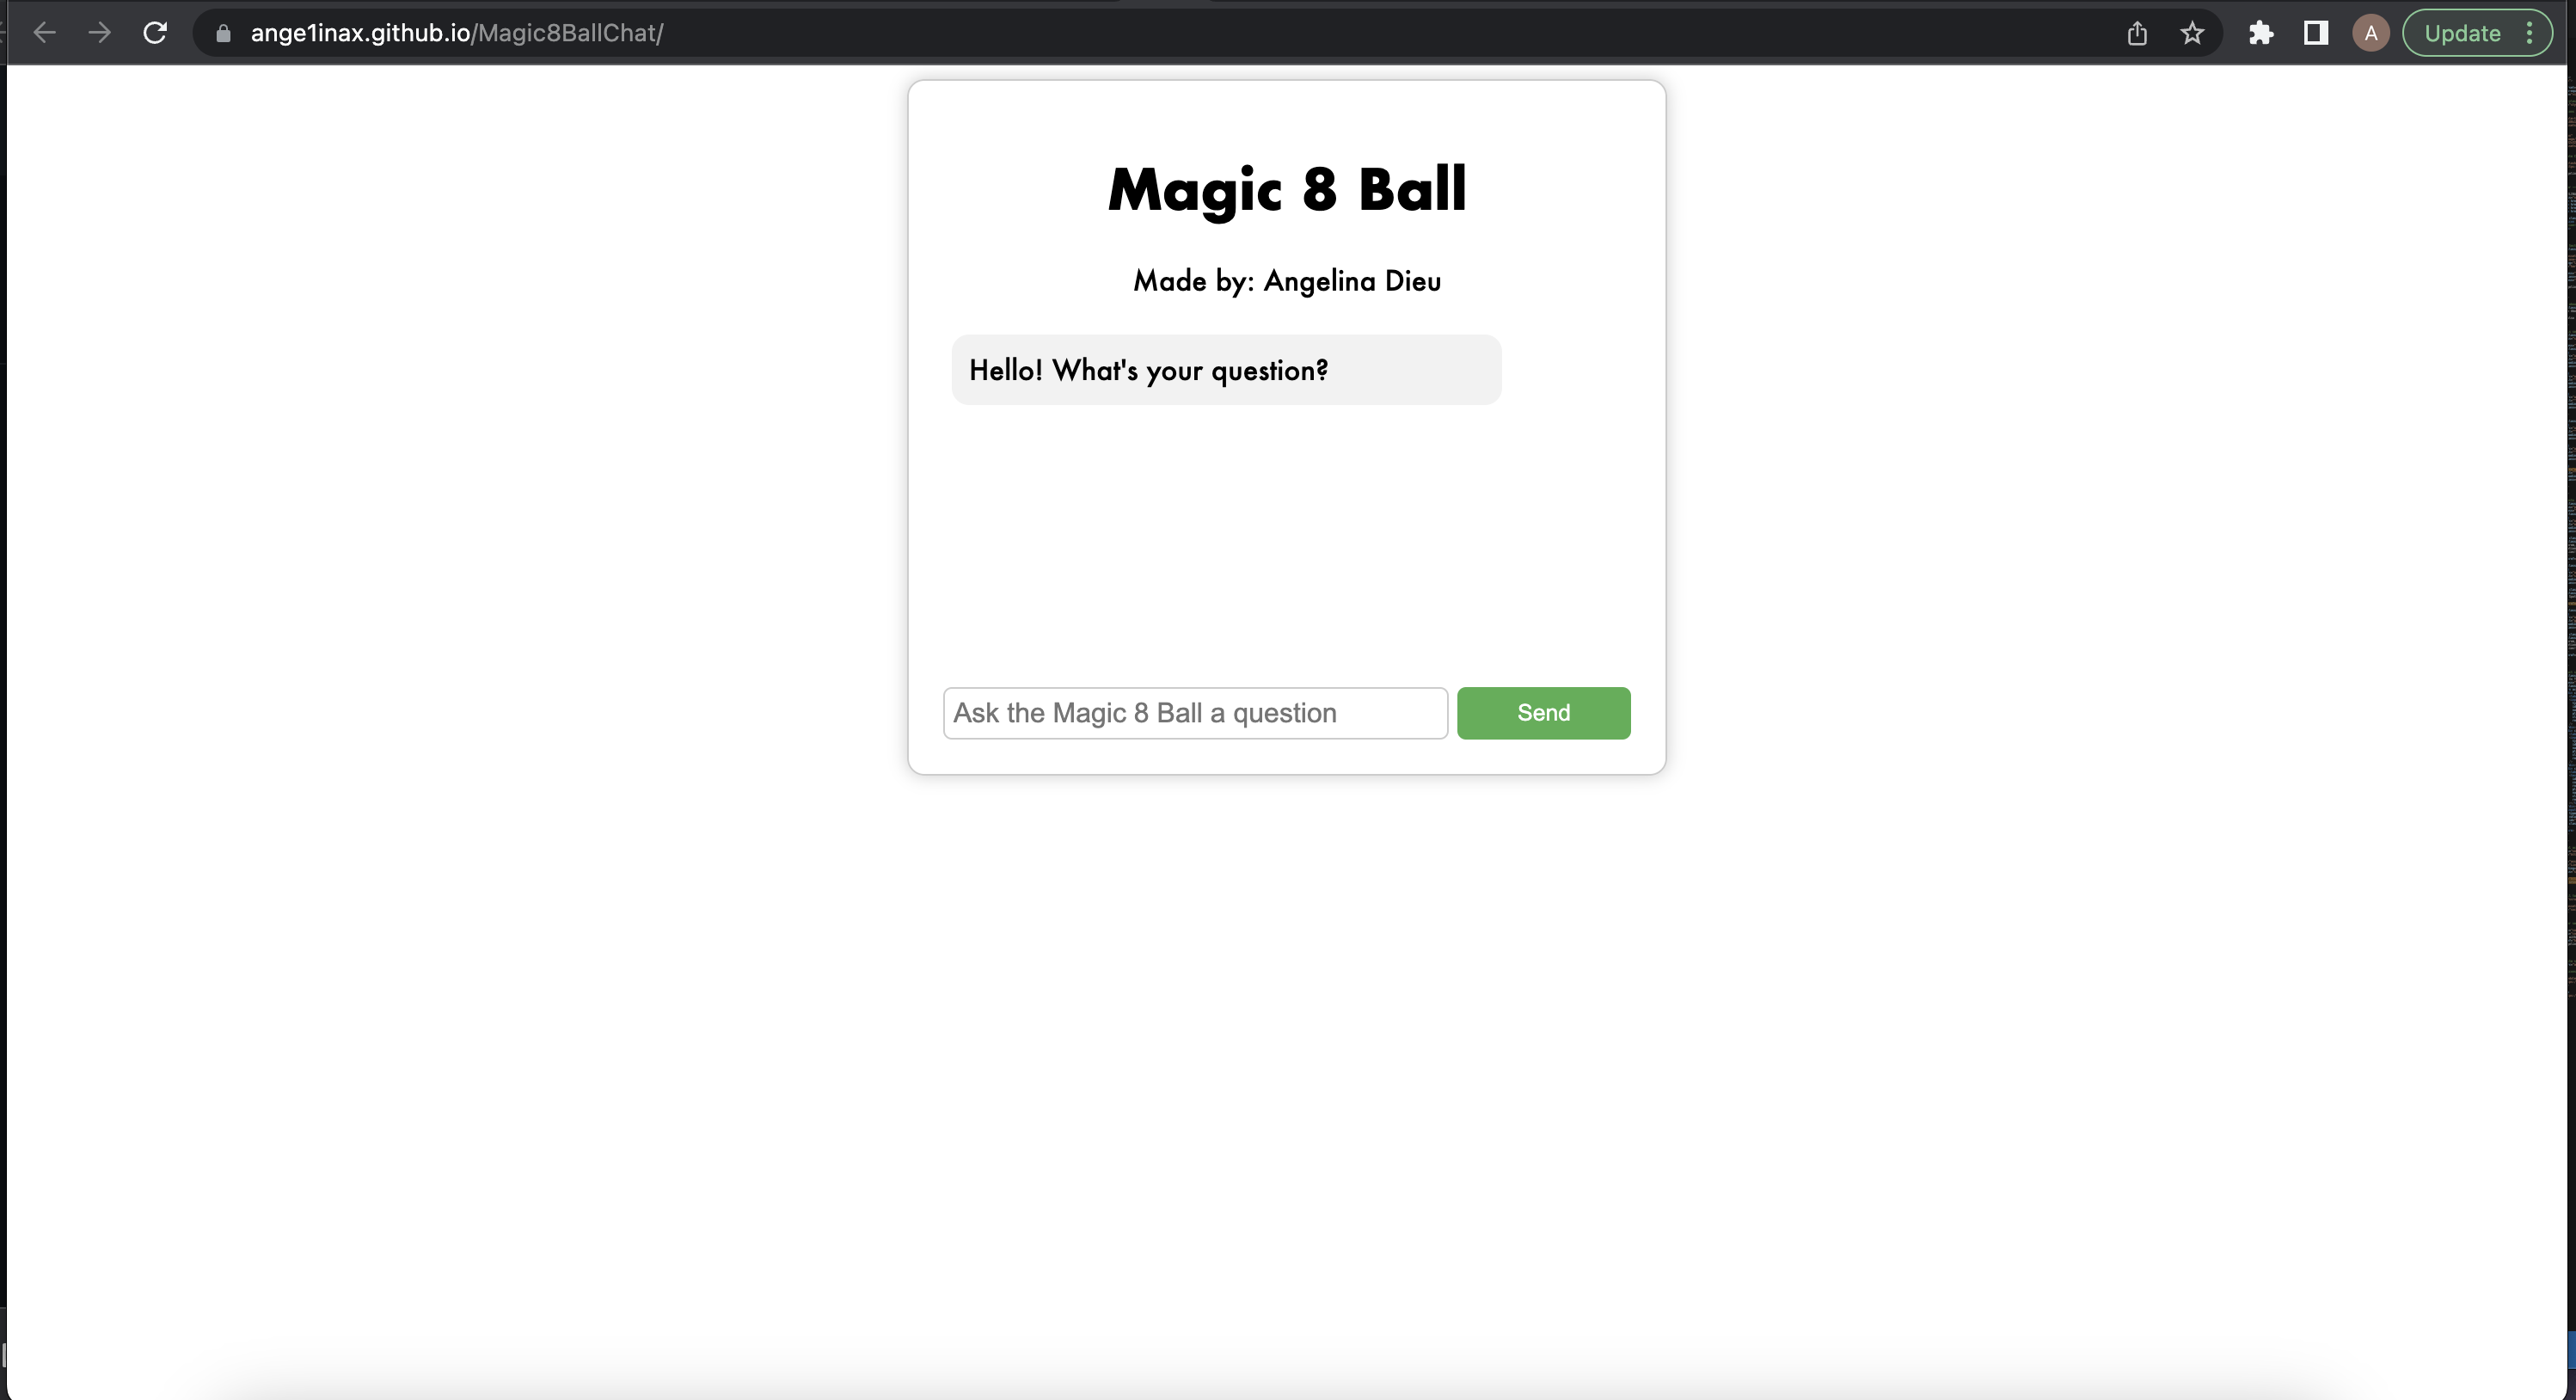 ange1inax.github.io/Magic8BallChat/
A
Update
Magic 8 Ball
Made by: Angelina Dieu
Hello! What's your question?
Ask the Magic 8 Ball a question
Send